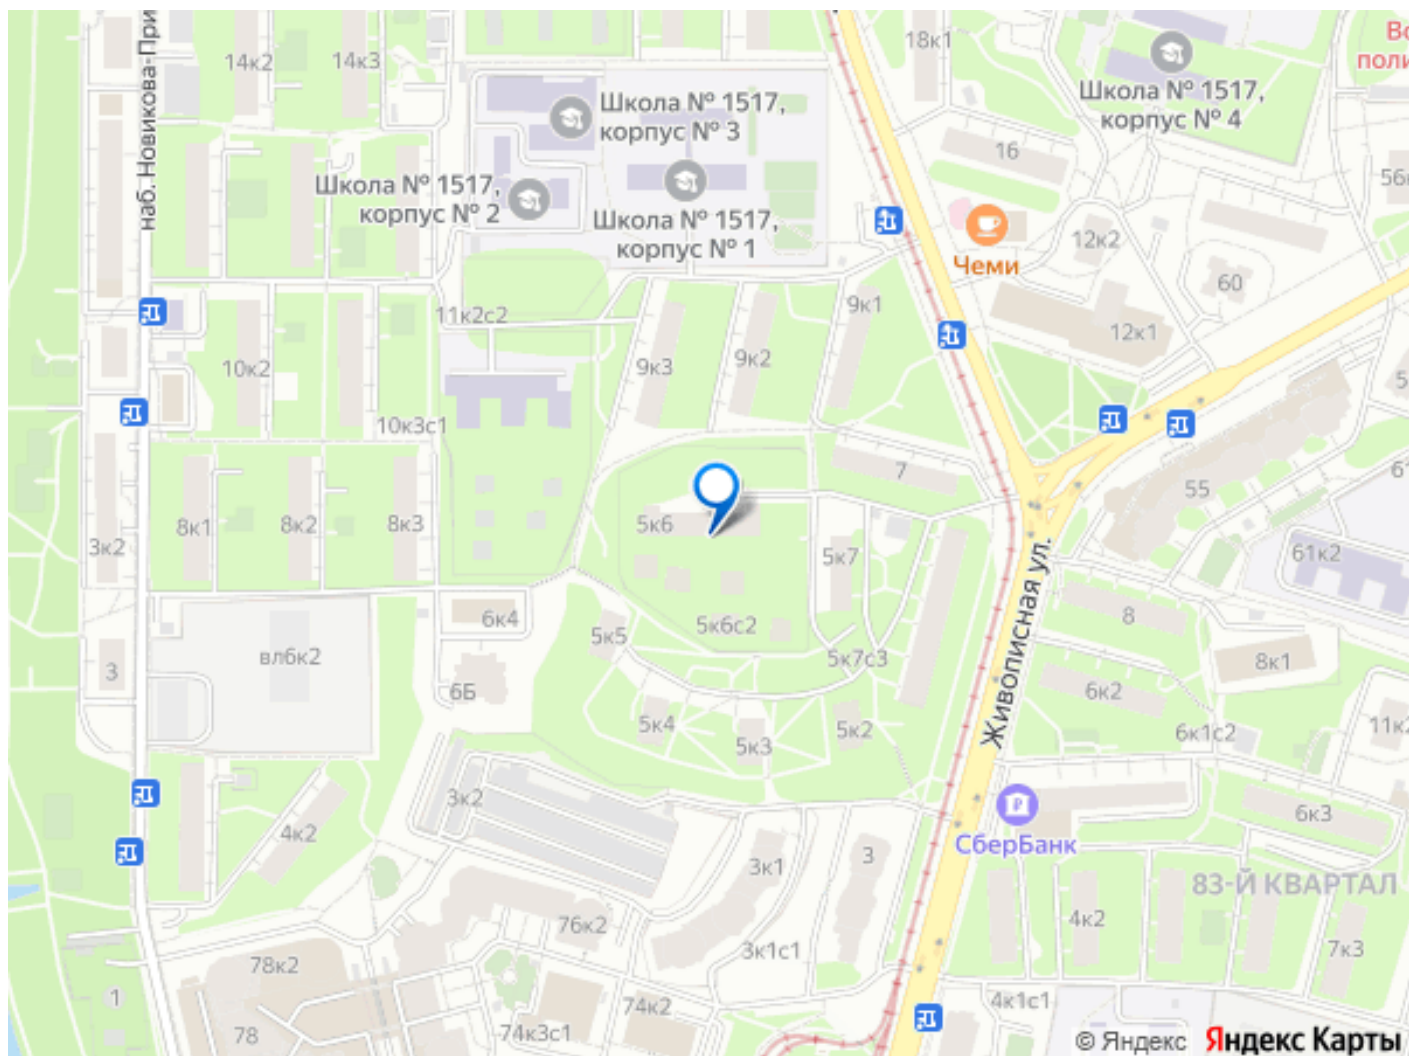 наб. Новикова-При
14к2
14к3
18к1
Школа № 1517,
корпус № 3
Школа № 1517,
корпус № 4
Школа № 1517,
корпус № 2
Школа № 1517,
корпус № 1
16
12к2
Чеми
60
11к2с2
9к1
12к1
10к2
9к3
9к2
10к3с1
7
55
8к1
8к2
8к3
5к6
3к2
5к7
61к2
6к4
5к5
5к6с2
8
Живописная ул.
3
вл6к2
5к7с3
8к1
6Б
6к2
5к4
5к3
5к2
6к1с2
3к2
СберБанк
6к3
4к2
3к1
3
83-Й КВАРТАЛ
76к2
4к2
3к1с1
7к3
78к2
1
74к2
4к1с1
78
74к3с1
© Яндекс Яндекс Карты